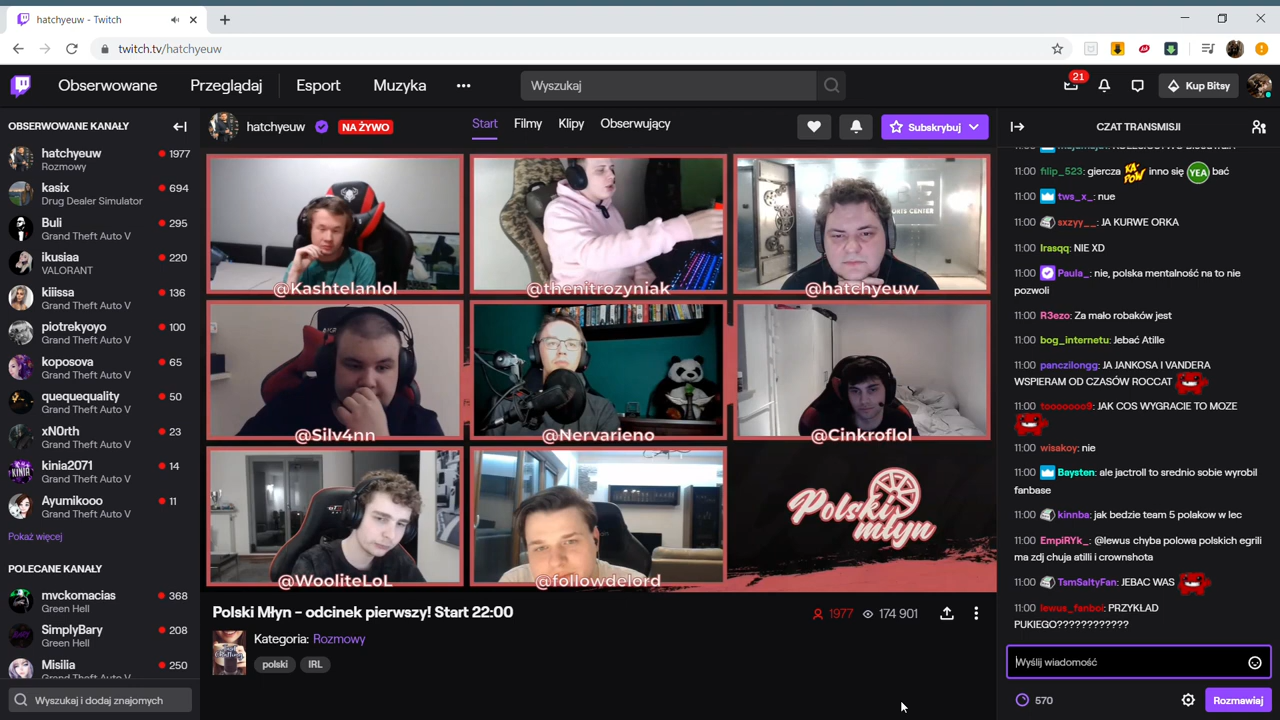 hatchyeuw - Twitch
twitch.tv/hatchyeuw
Obserwowane
Przeglądaj
Esport
Muzyka
Wyszukaj
21
Kup Bitsy
OBSERWOWANE KANAŁY
hatchyeuw 1977
Rozmowy
kasix 694
Drug Dealer Simulator
Buli 295
Grand Theft Auto V
ikusiaa 220
VALORANT
kiiissa 136
Grand Theft Auto V
piotrekyoyo 100
Grand Theft Auto V
koposova 65
Grand Theft Auto V
quequequality 50
Grand Theft Auto V
xN0rth 23
Grand Theft Auto V
kinia2071 14
Grand Theft Auto V
Ayumikooo 11
Grand Theft Auto V
Pokaż więcej
POLECANE KANAŁY
mvckomacias 368
Green Hell
SimplyBary 208
Green Hell
Misilia 250
Wyszukaj i dodaj znajomych
hatchyeuw NA ŻYWO
Start Filmy Klipy Obserwujący
Subskrybuj
ORTS CENTER
@Kashtelanlol
@thenitrozyniak
@hatchyeuw
@Silv4nn
@Nervarieno
@Cinkroflol
@WooliteLoL
@followdelord
Polski
młyn
Polski Młyn - odcinek pierwszy! Start 22:00
1977 174 901
Kategoria: Rozmowy
polski IRL
CZAT TRANSMISJI
11:00 filip_523: giercza KA-POW inno się YEA bać
11:00 tws_x_: nue
11:00 sxzyy__: JA KURWE ORKA
11:00 Irasqq: NIE XD
11:00 Paula_: nie, polska mentalność na to nie
pozwoli
11:00 R3ezo: Za mało robaków jest
11:00 bog_internetu: Jebać Atille
11:00 panczilongg: JA JANKOSA I VANDERA
WSPIERAM OD CZASÓW ROCCAT
11:00 tooooooo9: JAK COS WYGRACIE TO MOZE
11:00 wisakoy: nie
11:00 Baysten: ale jactroll to srednio sobie wyrobil
fanbase
11:00 kinnba: jak bedzie team 5 polakow w lec
11:00 EmpiRYk_: @lewus chyba polowa polskich egrili
ma zdj chuja atilli i crownshota
11:00 TsmSaltyFan: JEBAC WAS
11:00 lewus_fanboi: PRZYKŁAD
PUKIEGO????????????
Wyślij wiadomość
570
Rozmawiaj